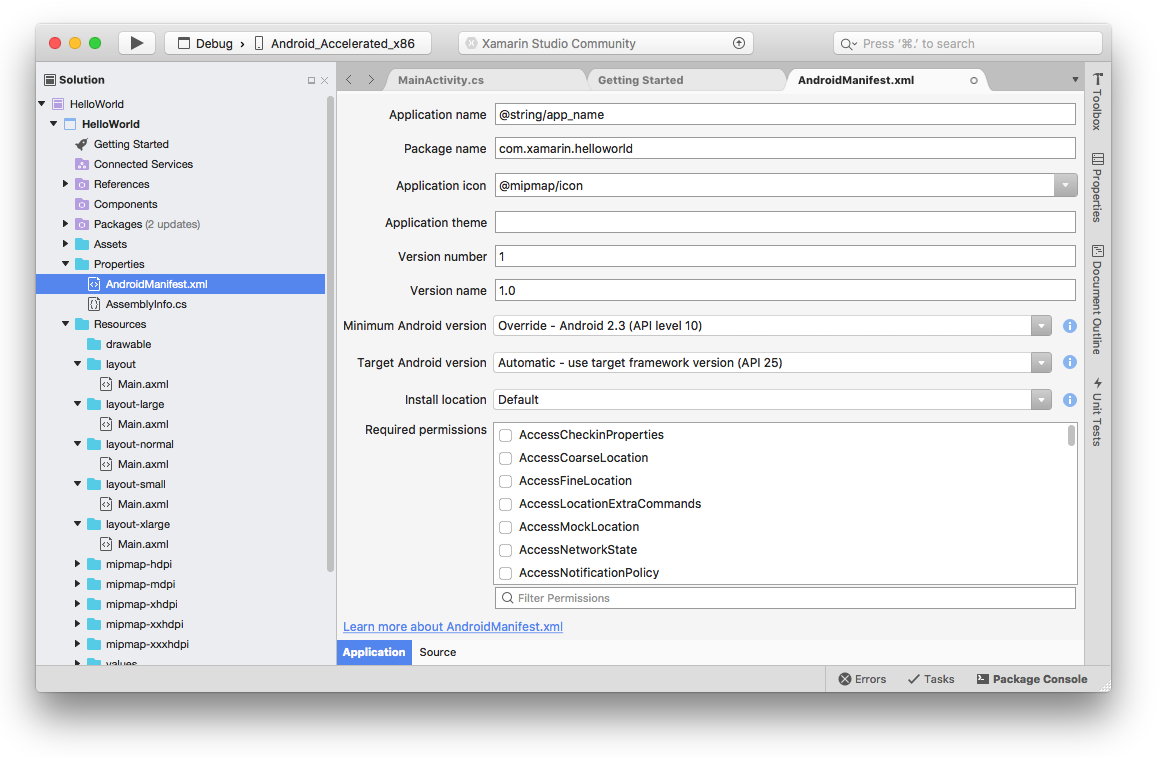 Debug › Android_Accelerated_x86
Xamarin Studio Community
Press ‘⌘.’ to search
Solution
HelloWorld
HelloWorld
Getting Started
Connected Services
References
Components
Packages (2 updates)
Assets
Properties
AndroidManifest.xml
AssemblyInfo.cs
Resources
drawable
layout
Main.axml
layout-large
Main.axml
layout-normal
Main.axml
layout-small
Main.axml
layout-xlarge
Main.axml
mipmap-hdpi
mipmap-mdpi
mipmap-xhdpi
mipmap-xxhdpi
mipmap-xxxhdpi
values
MainActivity.cs
Getting Started
AndroidManifest.xml
Application name @string/app_name
Package name com.xamarin.helloworld
Application icon @mipmap/icon
Application theme
Version number 1
Version name 1.0
Minimum Android version Override - Android 2.3 (API level 10)
Target Android version Automatic - use target framework version (API 25)
Install location Default
Required permissions
AccessCheckinProperties
AccessCoarseLocation
AccessFineLocation
AccessLocationExtraCommands
AccessMockLocation
AccessNetworkState
AccessNotificationPolicy
Filter Permissions
Learn more about AndroidManifest.xml
Application Source
Toolbox
Properties
Document Outline
Unit Tests
Errors Tasks Package Console